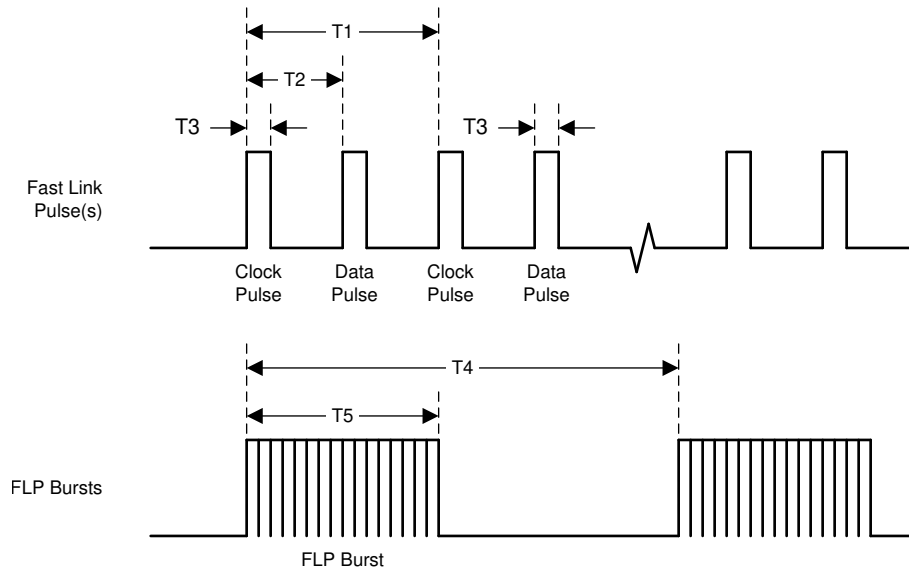 T1
T2
T3
T3
Fast Link
Pulse(s)
Clock
Pulse
Data
Pulse
Clock
Pulse
Data
Pulse
T4
T5
FLP Bursts
FLP Burst